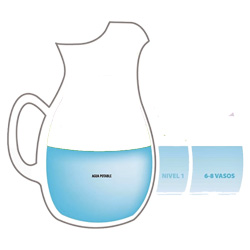 AGUA POTABLE
NIVEL 1
6-8 VASOS